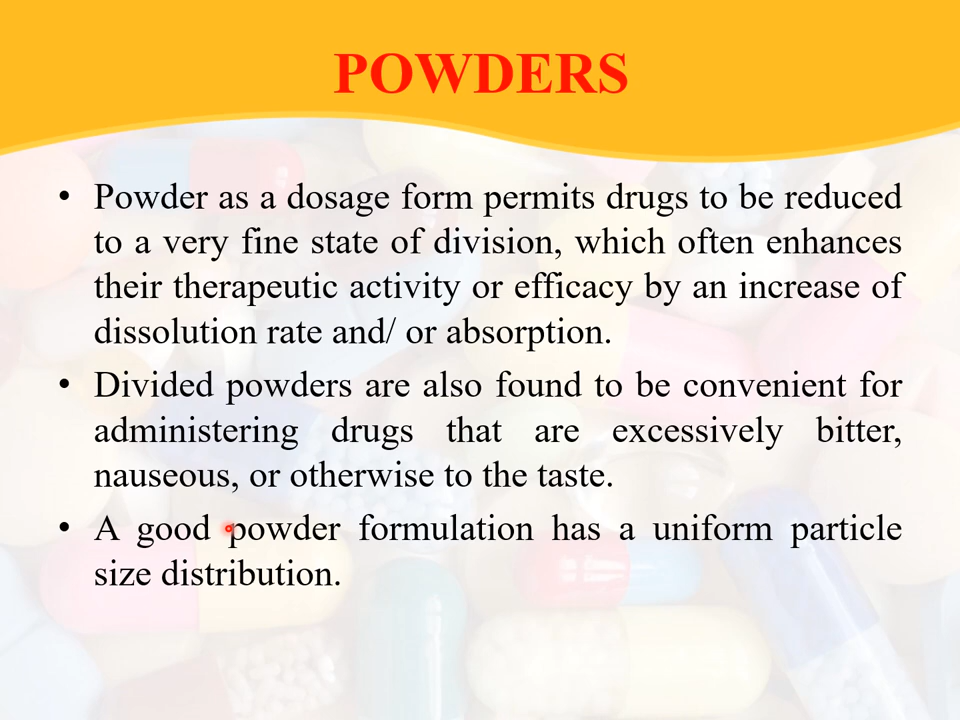 POWDERS
• Powder as a dosage form permits drugs to be reduced
to a very fine state of division, which often enhances
their therapeutic activity or efficacy by an increase of
dissolution rate and/ or absorption.
• Divided powders are also found to be convenient for
administering drugs that are excessively bitter,
nauseous, or otherwise to the taste.
• A good powder formulation has a uniform particle
size distribution.